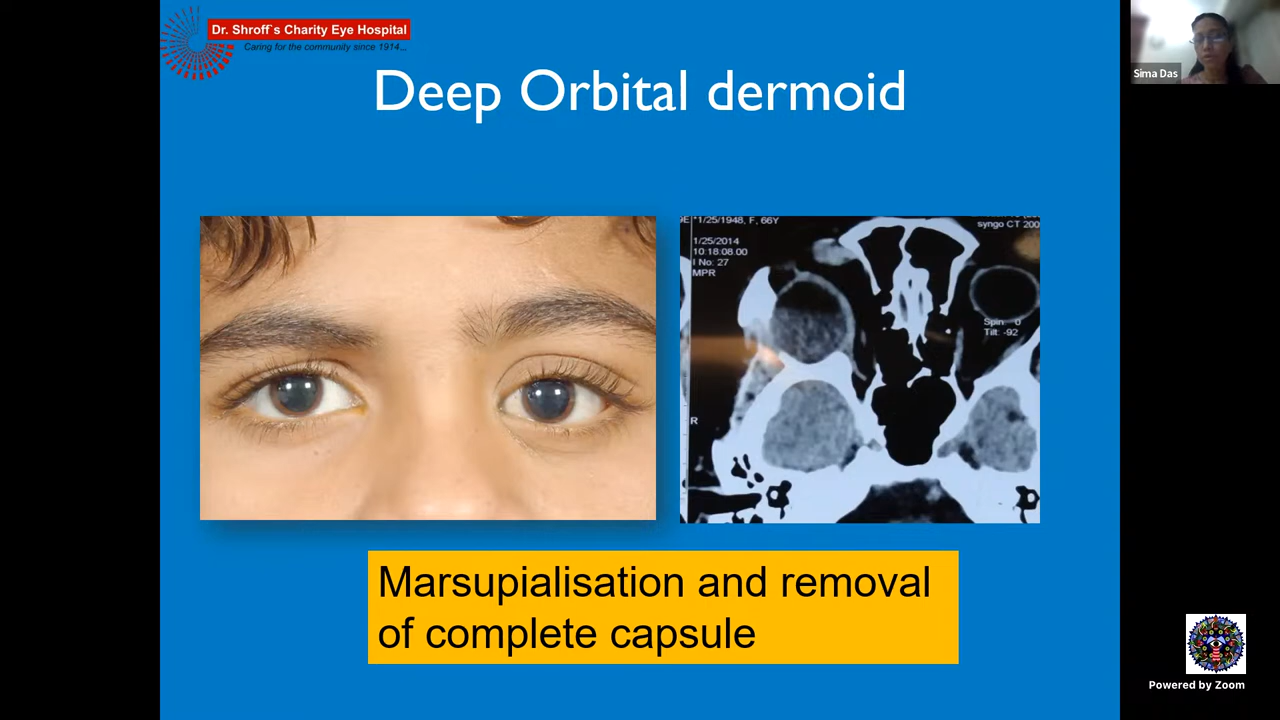 Dr. Shroff`s Charity Eye Hospital
Caring for the community since 1914...
Deep Orbital dermoid
*1/25/1948, F, 66Y
syngo CT 200
1/25/2014
10:18:08.00
I No: 27
MPR
Spin: 0
Tilt: -92
R
Marsupialisation and removal
of complete capsule
Sima Das
Powered by Zoom